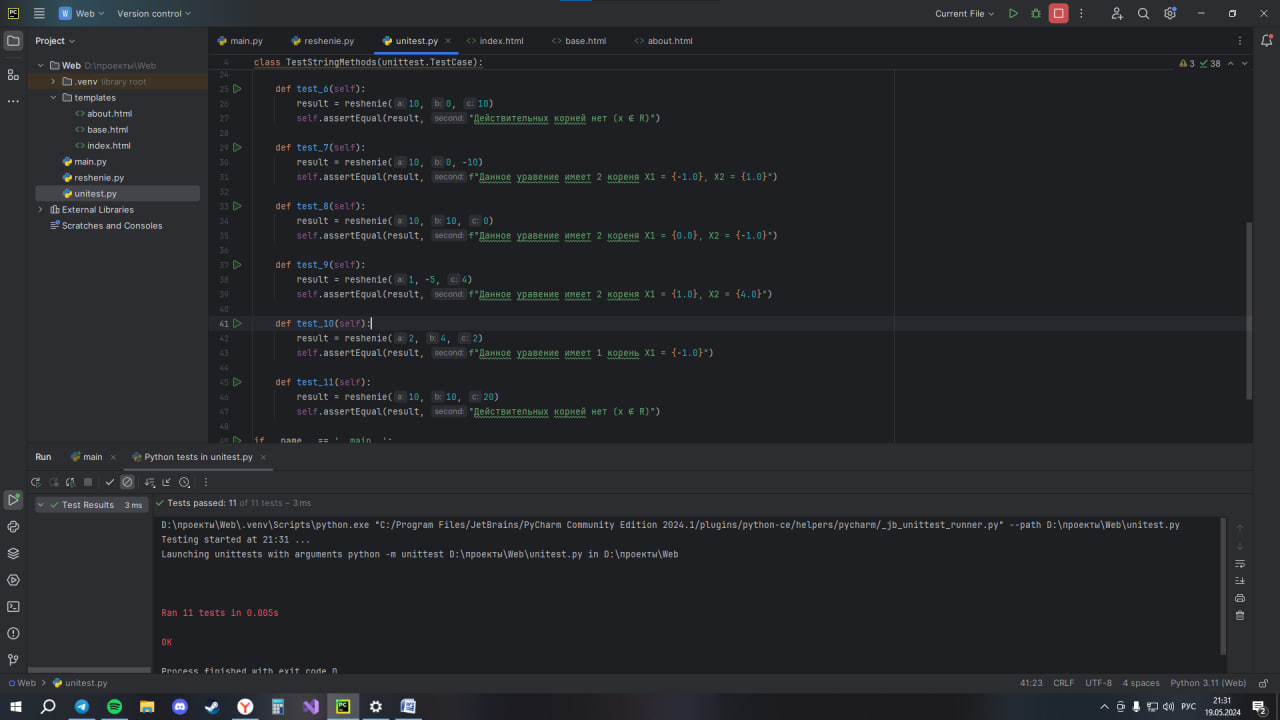 Web
Version control
Current File
Project
main.py
reshenie.py
unitest.py
index.html
base.html
about.html
Web D:\проекты\Web
.venv library root
templates
about.html
base.html
index.html
main.py
reshenie.py
unitest.py
External Libraries
Scratches and Consoles
4 class TestStringMethods(unittest.TestCase):
3 38
24
25 def test_6(self):
26 result = reshenie( a: 10, b: 0, c: 10)
27 self.assertEqual(result, second: "Действительных корней нет (x ∉ R)")
28
29 def test_7(self):
30 result = reshenie( a: 10, b: 0, -10)
31 self.assertEqual(result, second: f"Данное уравение имеет 2 кореня X1 = {-1.0}, X2 = {1.0}")
32
33 def test_8(self):
34 result = reshenie( a: 10, b: 10, c: 0)
35 self.assertEqual(result, second: f"Данное уравение имеет 2 кореня X1 = {0.0}, X2 = {-1.0}")
36
37 def test_9(self):
38 result = reshenie( a: 1, -5, c: 4)
39 self.assertEqual(result, second: f"Данное уравение имеет 2 кореня X1 = {1.0}, X2 = {4.0}")
40
41 def test_10(self):
42 result = reshenie( a: 2, b: 4, c: 2)
43 self.assertEqual(result, second: f"Данное уравение имеет 1 корень X1 = {-1.0}")
44
45 def test_11(self):
46 result = reshenie( a: 10, b: 10, c: 20)
47 self.assertEqual(result, second: "Действительных корней нет (x ∉ R)")
48
49 if __name__ == '__main__':
Run
main
Python tests in unitest.py
Test Results 3 ms
Tests passed: 11 of 11 tests – 3 ms
D:\проекты\Web\.venv\Scripts\python.exe "C:/Program Files/JetBrains/PyCharm Community Edition 2024.1/plugins/python-ce/helpers/pycharm/_jb_unittest_runner.py" --path D:\проекты\Web\unitest.py
Testing started at 21:31 ...
Launching unittests with arguments python -m unittest D:\проекты\Web\unitest.py in D:\проекты\Web
Ran 11 tests in 0.005s
OK
Process finished with exit code 0
Web > unitest.py
41:23 CRLF UTF-8 4 spaces Python 3.11 (Web)
РУС
21:31
19.05.2024
2